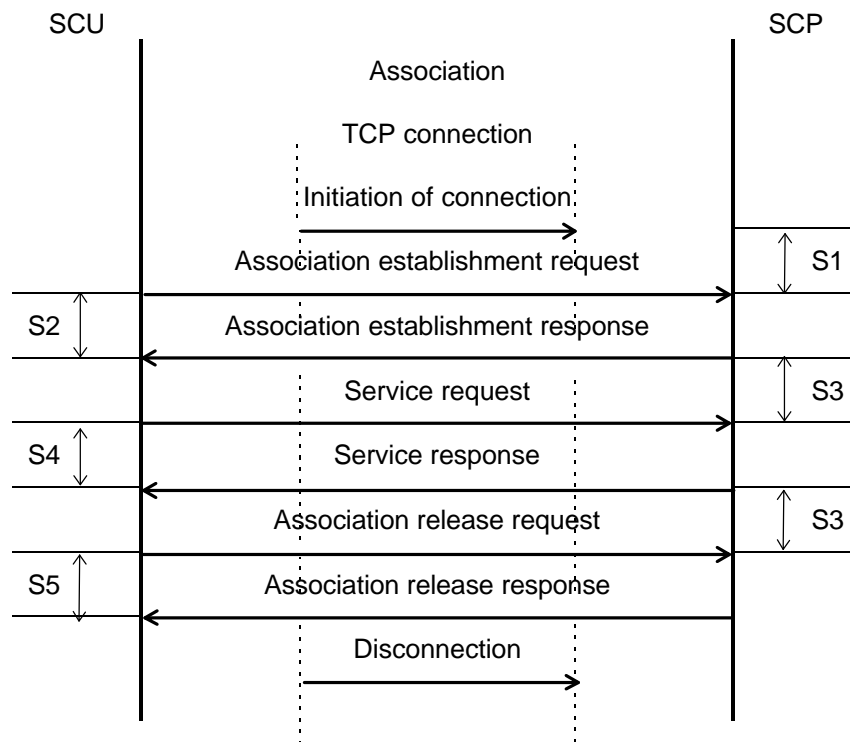 SCU
SCP
Association
TCP connection
Initiation of connection
Association establishment request
S1
S2
Association establishment response
Service request
S3
S4
Service response
Association release request
S3
S5
Association release response
Disconnection